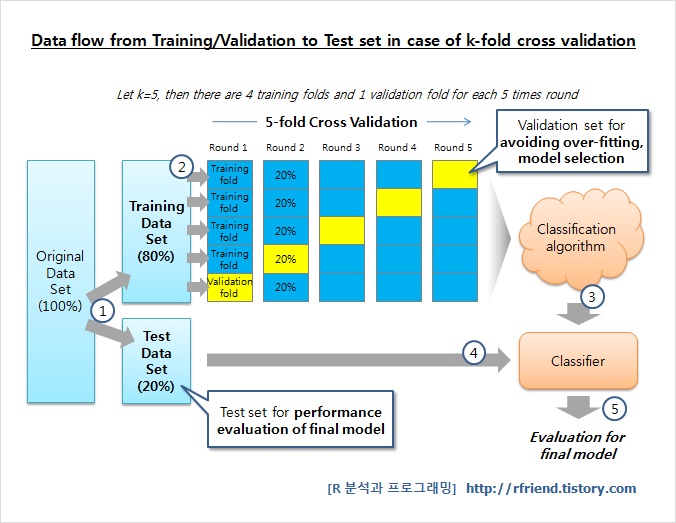 Data flow from Training/Validation to Test set in case of k-fold cross validation
Let k=5, then there are 4 training folds and 1 validation fold for each 5 times round
5-fold Cross Validation
Round 1 Round 2 Round 3 Round 4 Round 5
Validation set for
avoiding over-fitting,
model selection
Original
Data
Set
(100%)
1
2
Training
Data
Set
(80%)
Training
fold
20%
Training
fold
20%
Training
fold
20%
Training
fold
20%
Validation
fold
20%
Classification
algorithm
3
Test
Data
Set
(20%)
4
Classifier
Test set for performance
evaluation of final model
5
Evaluation for
final model
[R 분석과 프로그래밍] http://rfriend.tistory.com